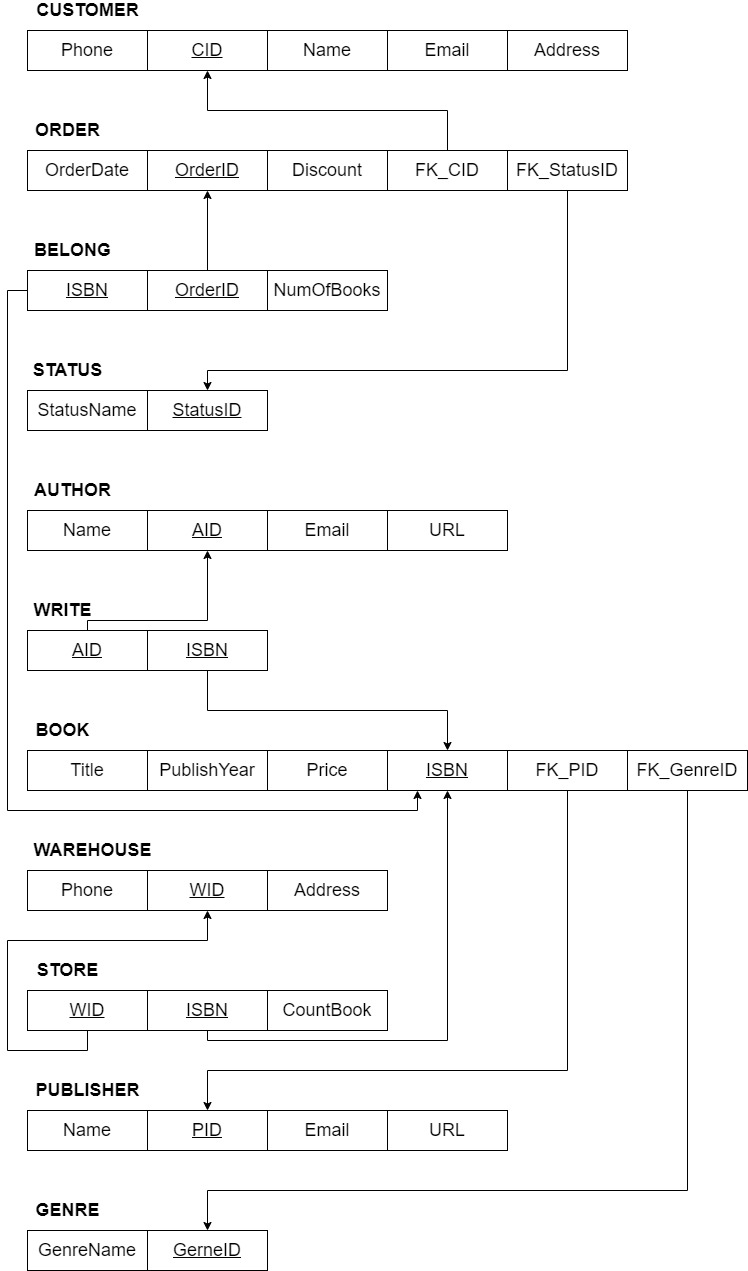 CUSTOMER
Phone CID Name Email Address
ORDER
OrderDate OrderID Discount FK_CID FK_StatusID
BELONG
ISBN OrderID NumOfBooks
STATUS
StatusName StatusID
AUTHOR
Name AID Email URL
WRITE
AID ISBN
BOOK
Title PublishYear Price ISBN FK_PID FK_GenreID
WAREHOUSE
Phone WID Address
STORE
WID ISBN CountBook
PUBLISHER
Name PID Email URL
GENRE
GenreName GerneID